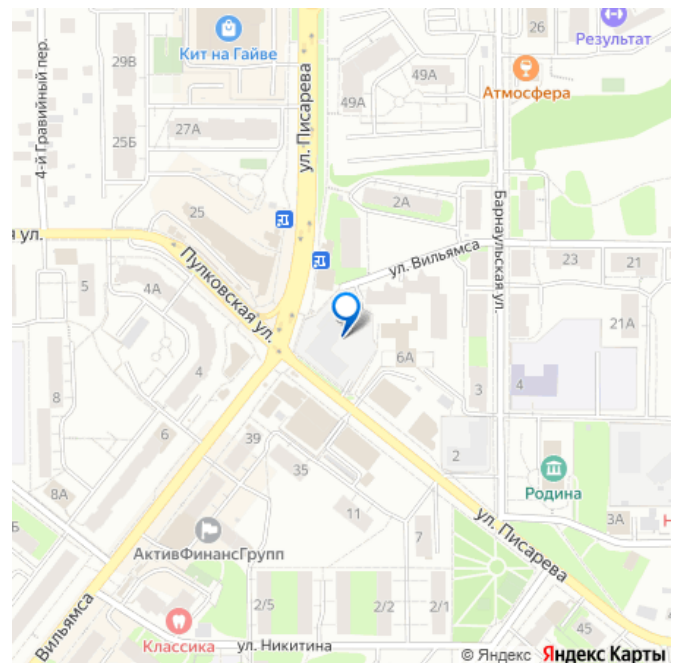 26
Результат
Кит на Гайве
29В
49А
Атмосфера
49А
4-й Гравийный пер.
27А
25Б
ул. Писарева
2А
25
Барнаульская ул.
я ул.
ул. Вильямса
23
21
Пулковская ул.
5
4А
21А
6А
4
3
4
8
6
39
2
35
Родина
8А
11
3А
Н
Б
7
АктивФинансГрупп
ул. Писарева
2/5
2/2
2/1
45
Вильямса
Классика
ул. Никитина
© Яндекс Яндекс Карты